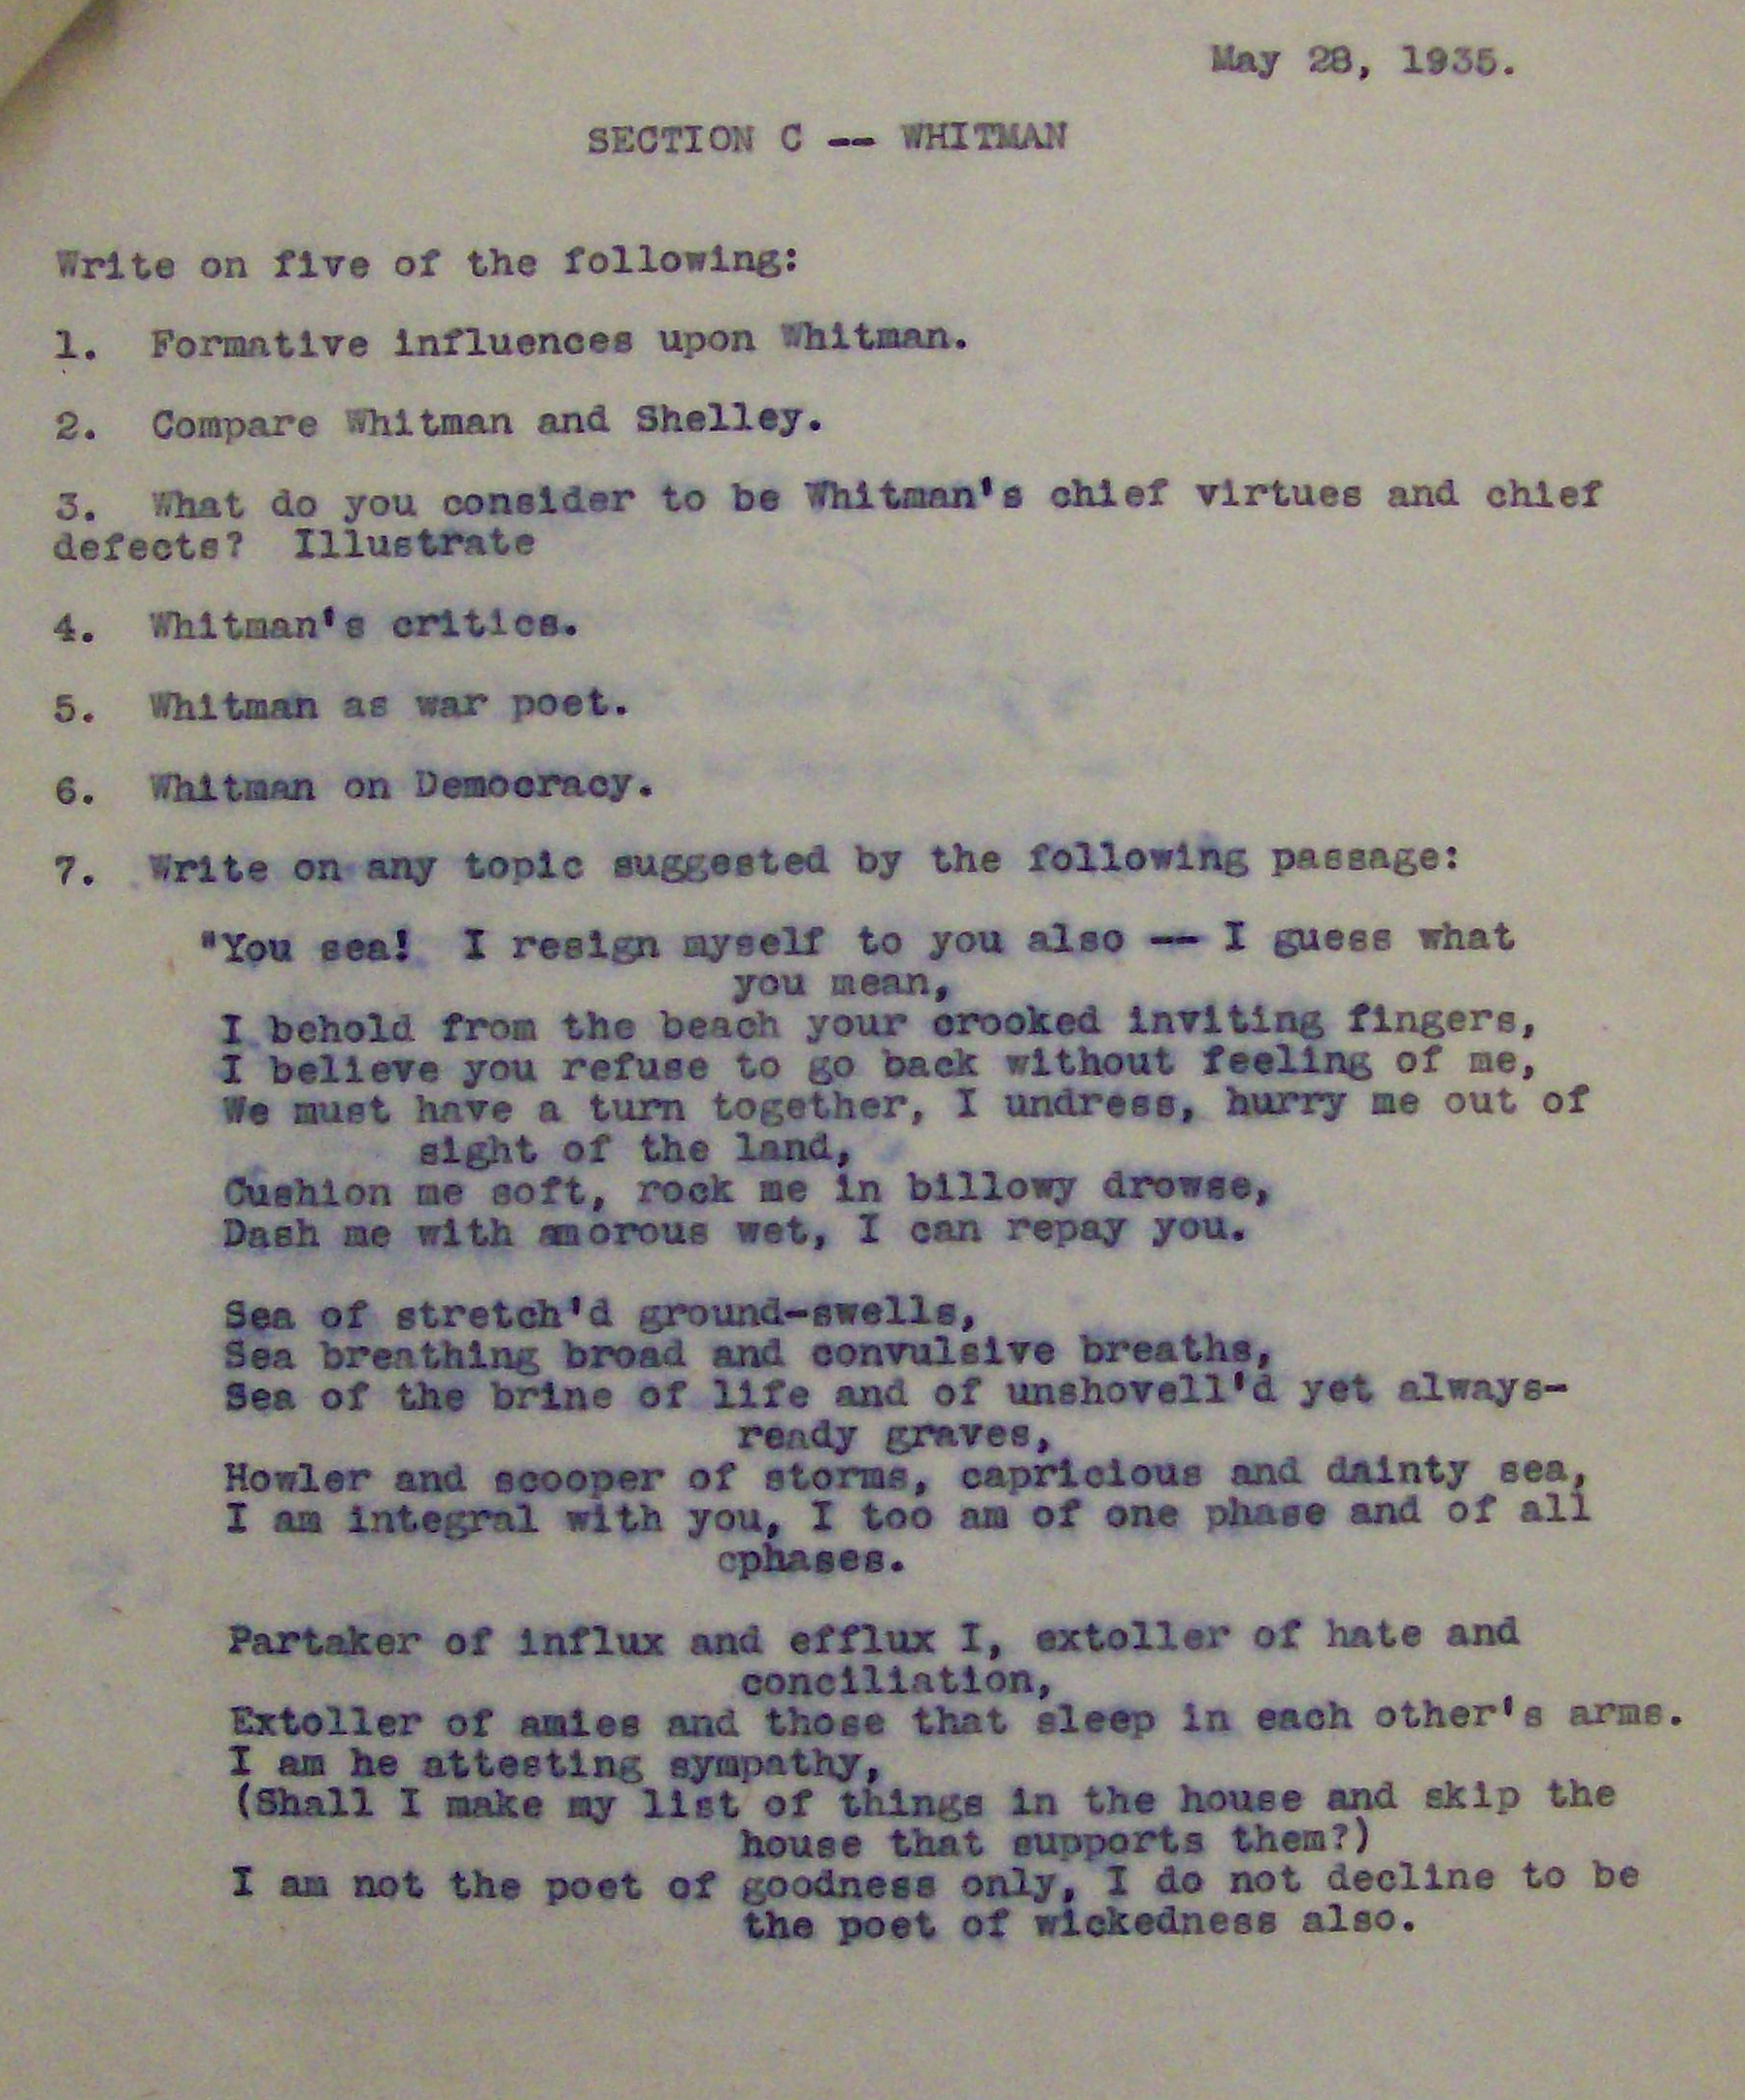 May 28, 1935.
SECTION C -- WHITMAN
Write on five of the following:
1. Formative influences upon Whitman.
2. Compare Whitman and Shelley.
3. What do you consider to be Whitman's chief virtues and chief
defects? Illustrate
4. Whitman's critics.
5. Whitman as war poet.
6. Whitman on Democracy.
7. Write on any topic suggested by the following passage:
"You sea! I resign myself to you also -- I guess what
you mean,
I behold from the beach your crooked inviting fingers,
I believe you refuse to go back without feeling of me,
We must have a turn together, I undress, hurry me out of
sight of the land,
Cushion me soft, rock me in billowy drowse,
Dash me with amorous wet, I can repay you.
Sea of stretch'd ground-swells,
Sea breathing broad and convulsive breaths,
Sea of the brine of life and of unshovell'd yet always-
ready graves,
Howler and scooper of storms, capricious and dainty sea,
I am integral with you, I too am of one phase and of all
cphases.
Partaker of influx and efflux I, extoller of hate and
conciliation,
Extoller of amies and those that sleep in each other's arms.
I am he attesting sympathy,
(Shall I make my list of things in the house and skip the
house that supports them?)
I am not the poet of goodness only, I do not decline to be
the poet of wickedness also.